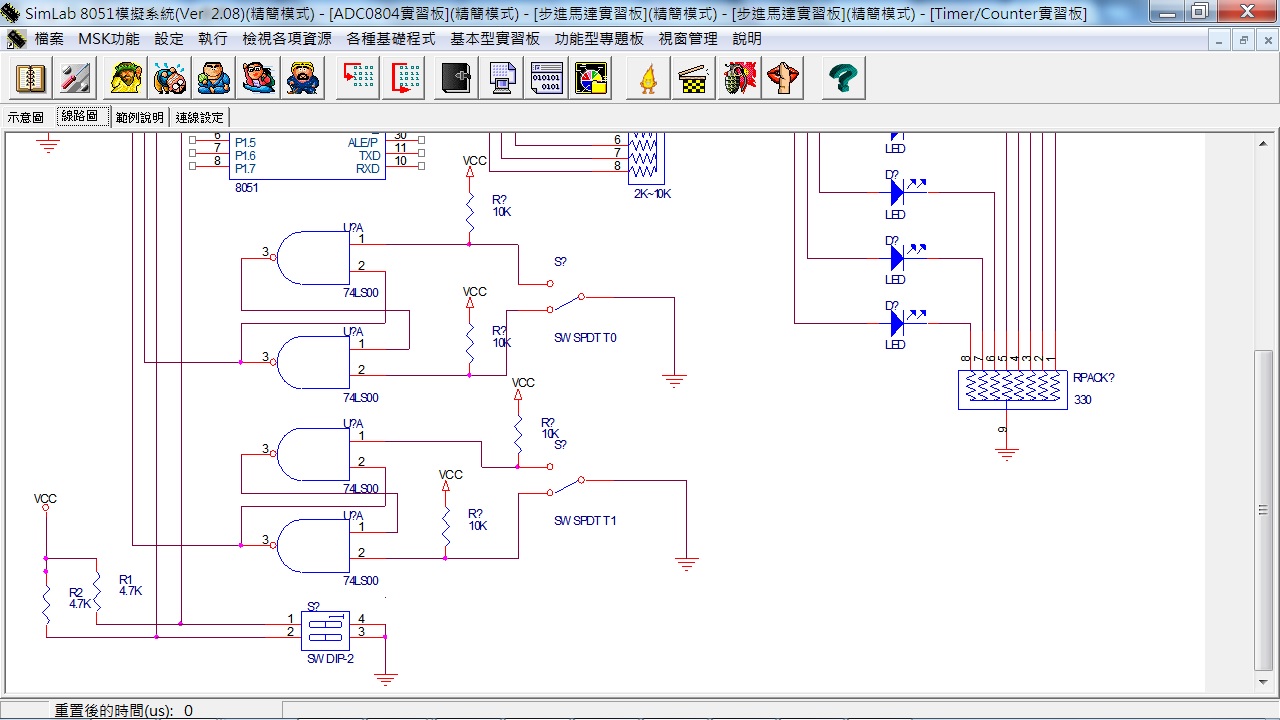 SimLab 8051模擬系統(Ver 2.08)(精簡模式) - [ADC0804實習板](精簡模式) - [步進馬達實習板](精簡模式) - [步進馬達實習板](精簡模式) - [Timer/Counter實習板]
檔案 MSK功能 設定 執行 檢視各項資源 各種基礎程式 基本型實習板 功能型專題板 視窗管理 說明
示意圖 線路圖 範例說明 連線設定
6 P1.5 ALE/P 30
7 P1.6 TXD 11
8 P1.7 RXD 10
8051
6
7
8
2K~10K
LED
D?
LED
D?
LED
D?
LED
VCC
R?
10K
U?A
1
2
3
74LS00
S?
SW SPDT T0
VCC
R?
10K
U?A
1
2
3
74LS00
8 7 6 5 4 3 2 1
RPACK?
330
9
VCC
R?
10K
U?A
1
2
3
74LS00
S?
SW SPDT T1
VCC
R?
10K
U?A
1
2
3
74LS00
VCC
R1
4.7K
R2
4.7K
S?
1 4
2 3
SW DIP-2
重置後的時間(us): 0